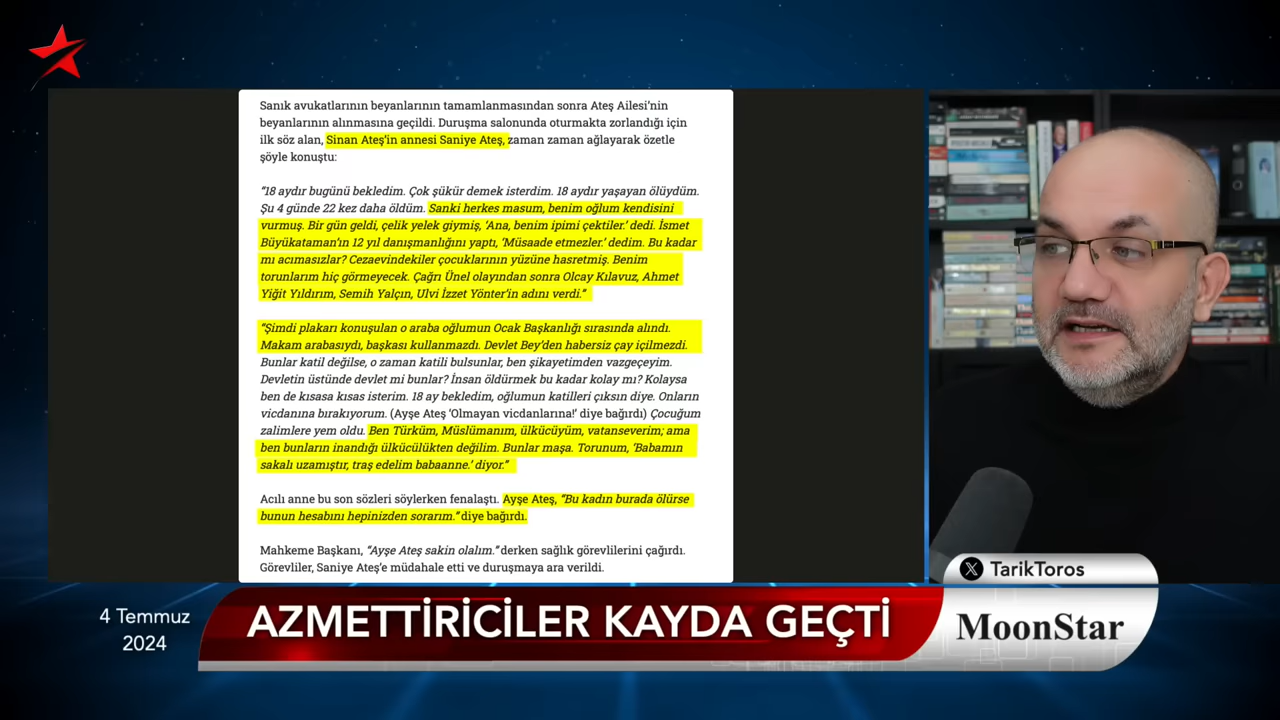 Sanık avukatlarının beyanlarının tamamlanmasından sonra Ateş Ailesi’nin
beyanlarının alınmasına geçildi. Duruşma salonunda oturmakta zorlandığı için
ilk söz alan, Sinan Ateş’in annesi Saniye Ateş, zaman zaman ağlayarak özetle
şöyle konuştu:
“18 aydır bugünü bekledim. Çok şükür demek isterdim. 18 aydır yaşayan ölüydüm.
Şu 4 günde 22 kez daha öldüm. Sanki herkes masum, benim oğlum kendisini
vurmuş. Bir gün geldi, çelik yelek giymiş, ‘Ana, benim ipimi çektiler.’ dedi. İsmet
Büyükataman’ın 12 yıl danışmanlığını yaptı, ‘Müsaade etmezler.’ dedim. Bu kadar
mı acımasızlar? Cezaevindekiler çocuklarının yüzüne hasretmiş. Benim
torunlarım hiç görmeyecek. Çağrı Ünel olayından sonra Olcay Kılavuz, Ahmet
Yiğit Yıldırım, Semih Yalçın, Ulvi İzzet Yönter’in adını verdi.”
“Şimdi plakarı konuşulan o araba oğlumun Ocak Başkanlığı sırasında alındı.
Makam arabasıydı, başkası kullanmazdı. Devlet Bey’den habersiz çay içilmezdi.
Bunlar katil değilse, o zaman katili bulsunlar, ben şikayetimden vazgeçeyim.
Devletin üstünde devlet mi bunlar? İnsan öldürmek bu kadar kolay mı? Kolaysa
ben de kısasa kısas isterim. 18 ay bekledim, oğlumun katilleri çıksın diye. Onların
vicdanına bırakıyorum. (Ayşe Ateş ‘Olmayan vicdanlarına!’ diye bağırdı) Çocuğum
zalimlere yem oldu. Ben Türküm, Müslümanım, ülkücüyüm, vatanseverim; ama
ben bunların inandığı ülkücülükten değilim. Bunlar maşa. Torunum, ‘Babamın
sakalı uzamıştır, traş edelim babaanne.’ diyor.”
Acılı anne bu son sözleri söylerken fenalaştı. Ayşe Ateş, “Bu kadın burada ölürse
bunun hesabını hepinizden sorarım.” diye bağırdı.
Mahkeme Başkanı, “Ayşe Ateş sakin olalım.” derken sağlık görevlilerini çağırdı.
Görevliler, Saniye Ateş’e müdahale etti ve duruşmaya ara verildi.
X TarikToros
4 Temmuz
2024
AZMETTİRİCİLER KAYDA GEÇTİ
MoonStar